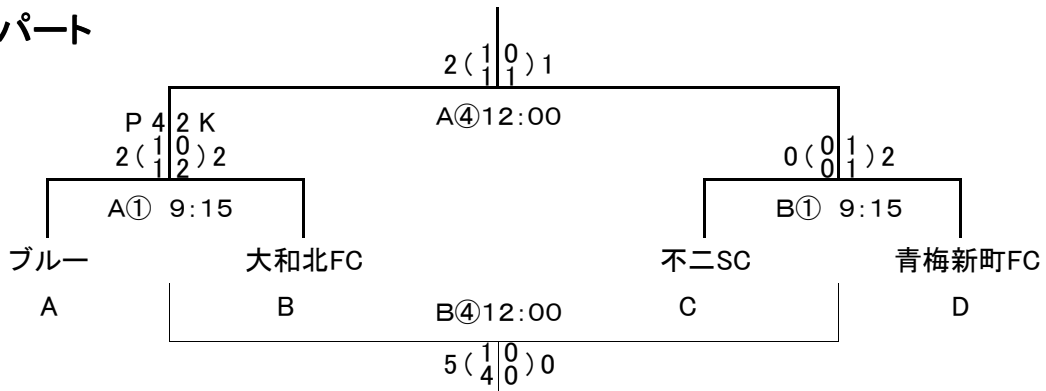 パート
2(1 0)1
1 1
A④12:00
P 4 2 K
2(1 0)2
1 2
0(0 1)2
0 1
A① 9:15
B① 9:15
ブルー 大和北FC 不二SC 青梅新町FC
A B C D
B④12:00
5(1 0)0
4 0